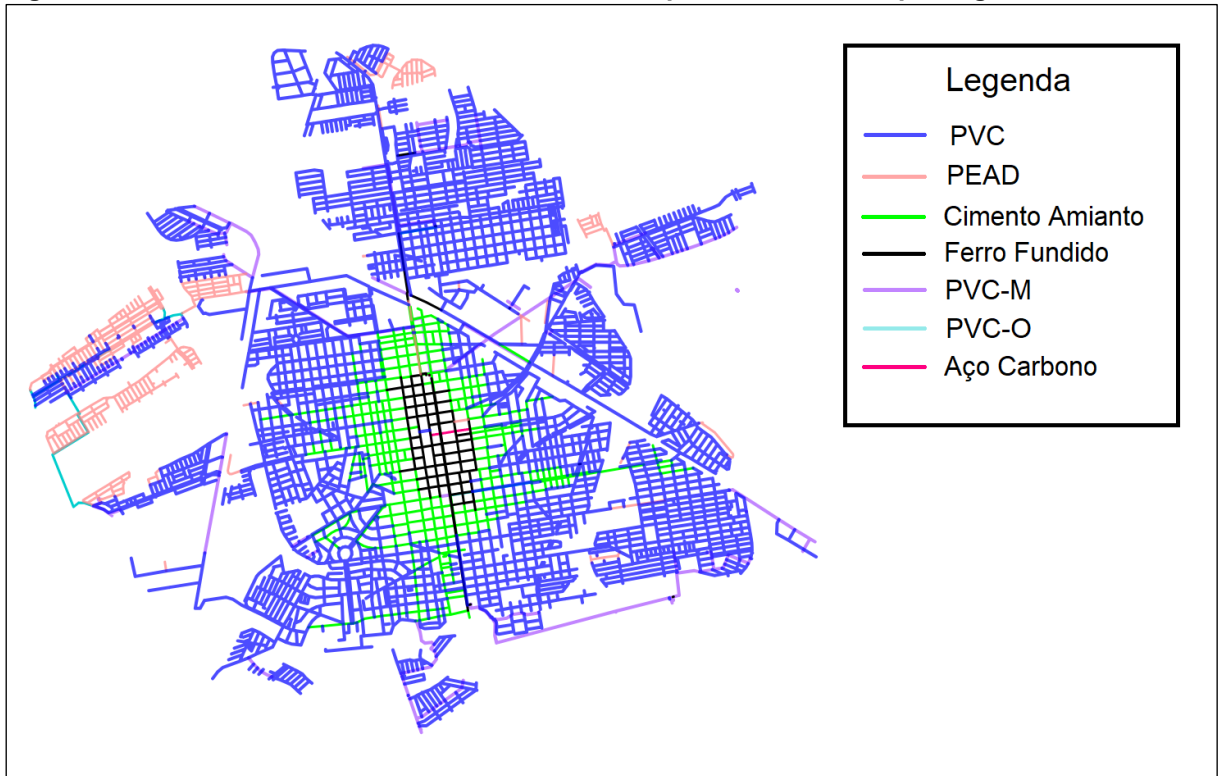 Legenda
PVC
PEAD
Cimento Amianto
Ferro Fundido
PVC-M
PVC-O
Aço Carbono